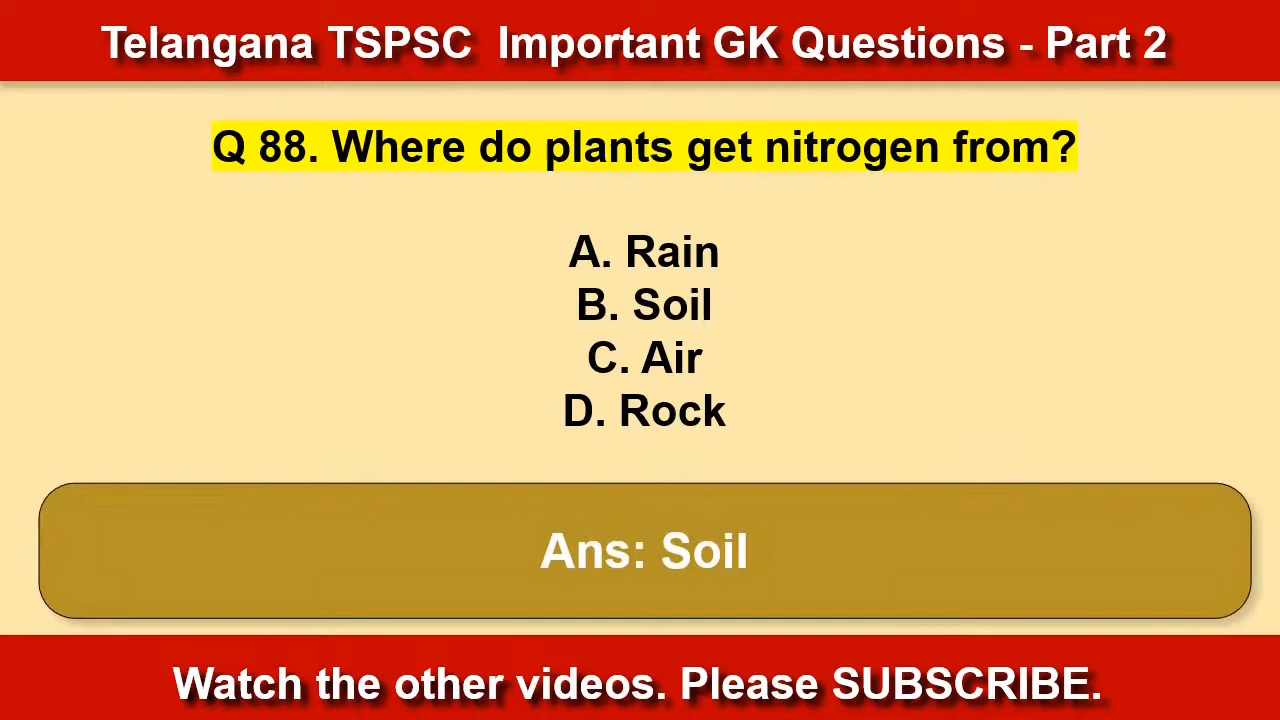 Telangana TSPSC  Important GK Questions - Part 2
Q 88. Where do plants get nitrogen from?
A. Rain
B. Soil
C. Air
D. Rock
Ans: Soil
Watch the other videos. Please SUBSCRIBE.